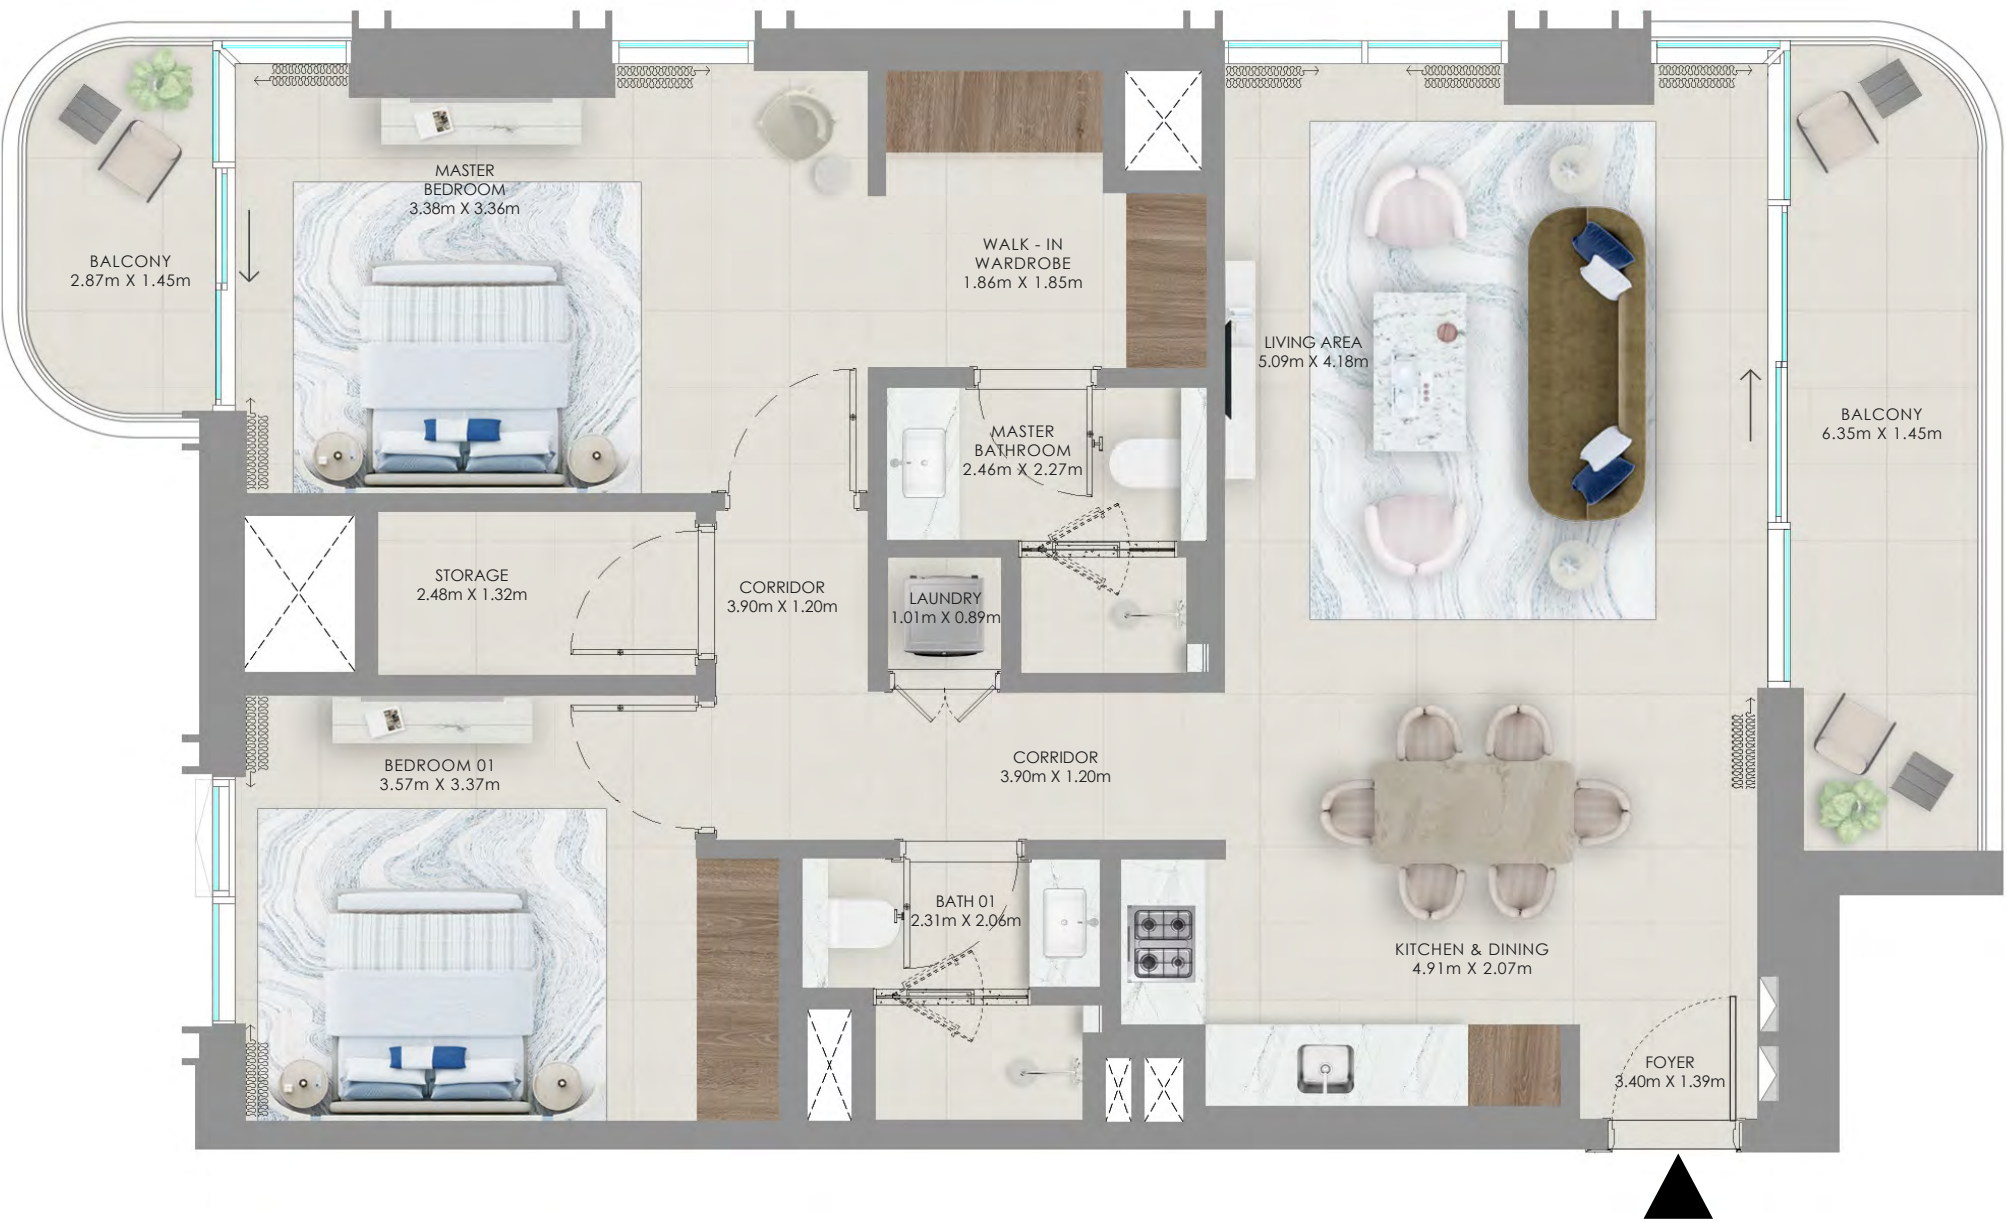 MASTER
BEDROOM
3.38m X 3.36m
BALCONY
2.87m X 1.45m
WALK - IN
WARDROBE
1.86m X 1.85m
LIVING AREA
5.09m X 4.18m
BALCONY
6.35m X 1.45m
MASTER
BATHROOM
2.46m X 2.27m
STORAGE
2.48m X 1.32m
CORRIDOR
3.90m X 1.20m
LAUNDRY
1.01m X 0.89m
BEDROOM 01
3.57m X 3.37m
CORRIDOR
3.90m X 1.20m
BATH 01
2.31m X 2.06m
KITCHEN & DINING
4.91m X 2.07m
FOYER
3.40m X 1.39m